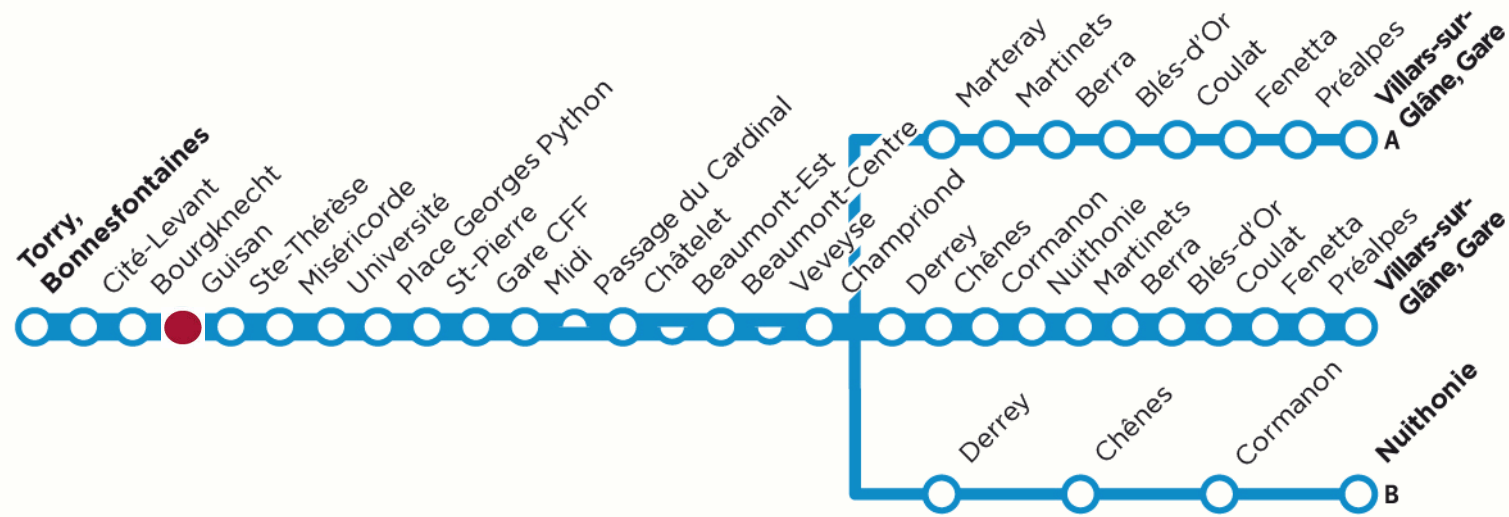 Torry,
Bonnesfontaines
Cité-Levant
Bourgknecht
Guisan
Ste-Thérèse
Miséricorde
Université
Place Georges Python
St-Pierre
Gare CFF
Midi
Passage du Cardinal
Châtelet
Beaumont-Est
Beaumont-Centre
Veveyse
Champriond
Marteray
Martinets
Berra
Blés-d'Or
Coulat
Fenetta
Préalpes
Villars-sur-
Glâne, Gare
A
Derrey
Chênes
Cormanon
Nuithonie
Martinets
Berra
Blés-d'Or
Coulat
Fenetta
Préalpes
Villars-sur-
Glâne, Gare
Derrey
Chênes
Cormanon
Nuithonie
B